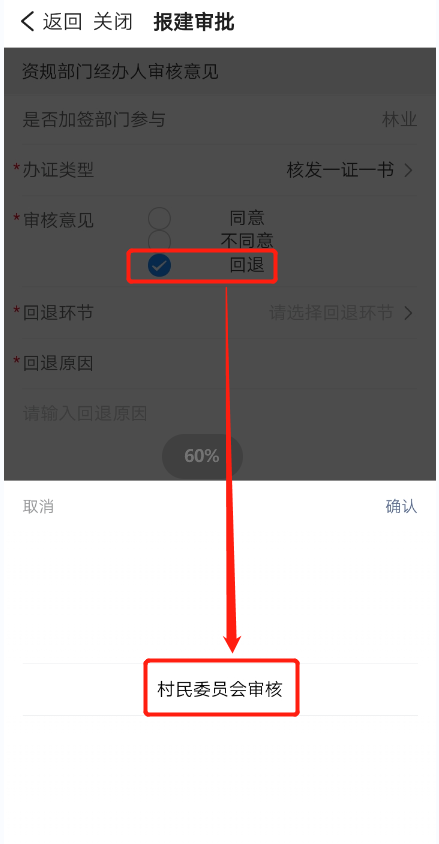 返回 关闭 报建审批
资规部门经办人审核意见
是否加签部门参与 林业
*办证类型 核发一证一书
*审核意见 同意
不同意
回退
*回退环节 请选择回退环节
*回退原因
请输入回退原因
60%
取消 确认
村民委员会审核